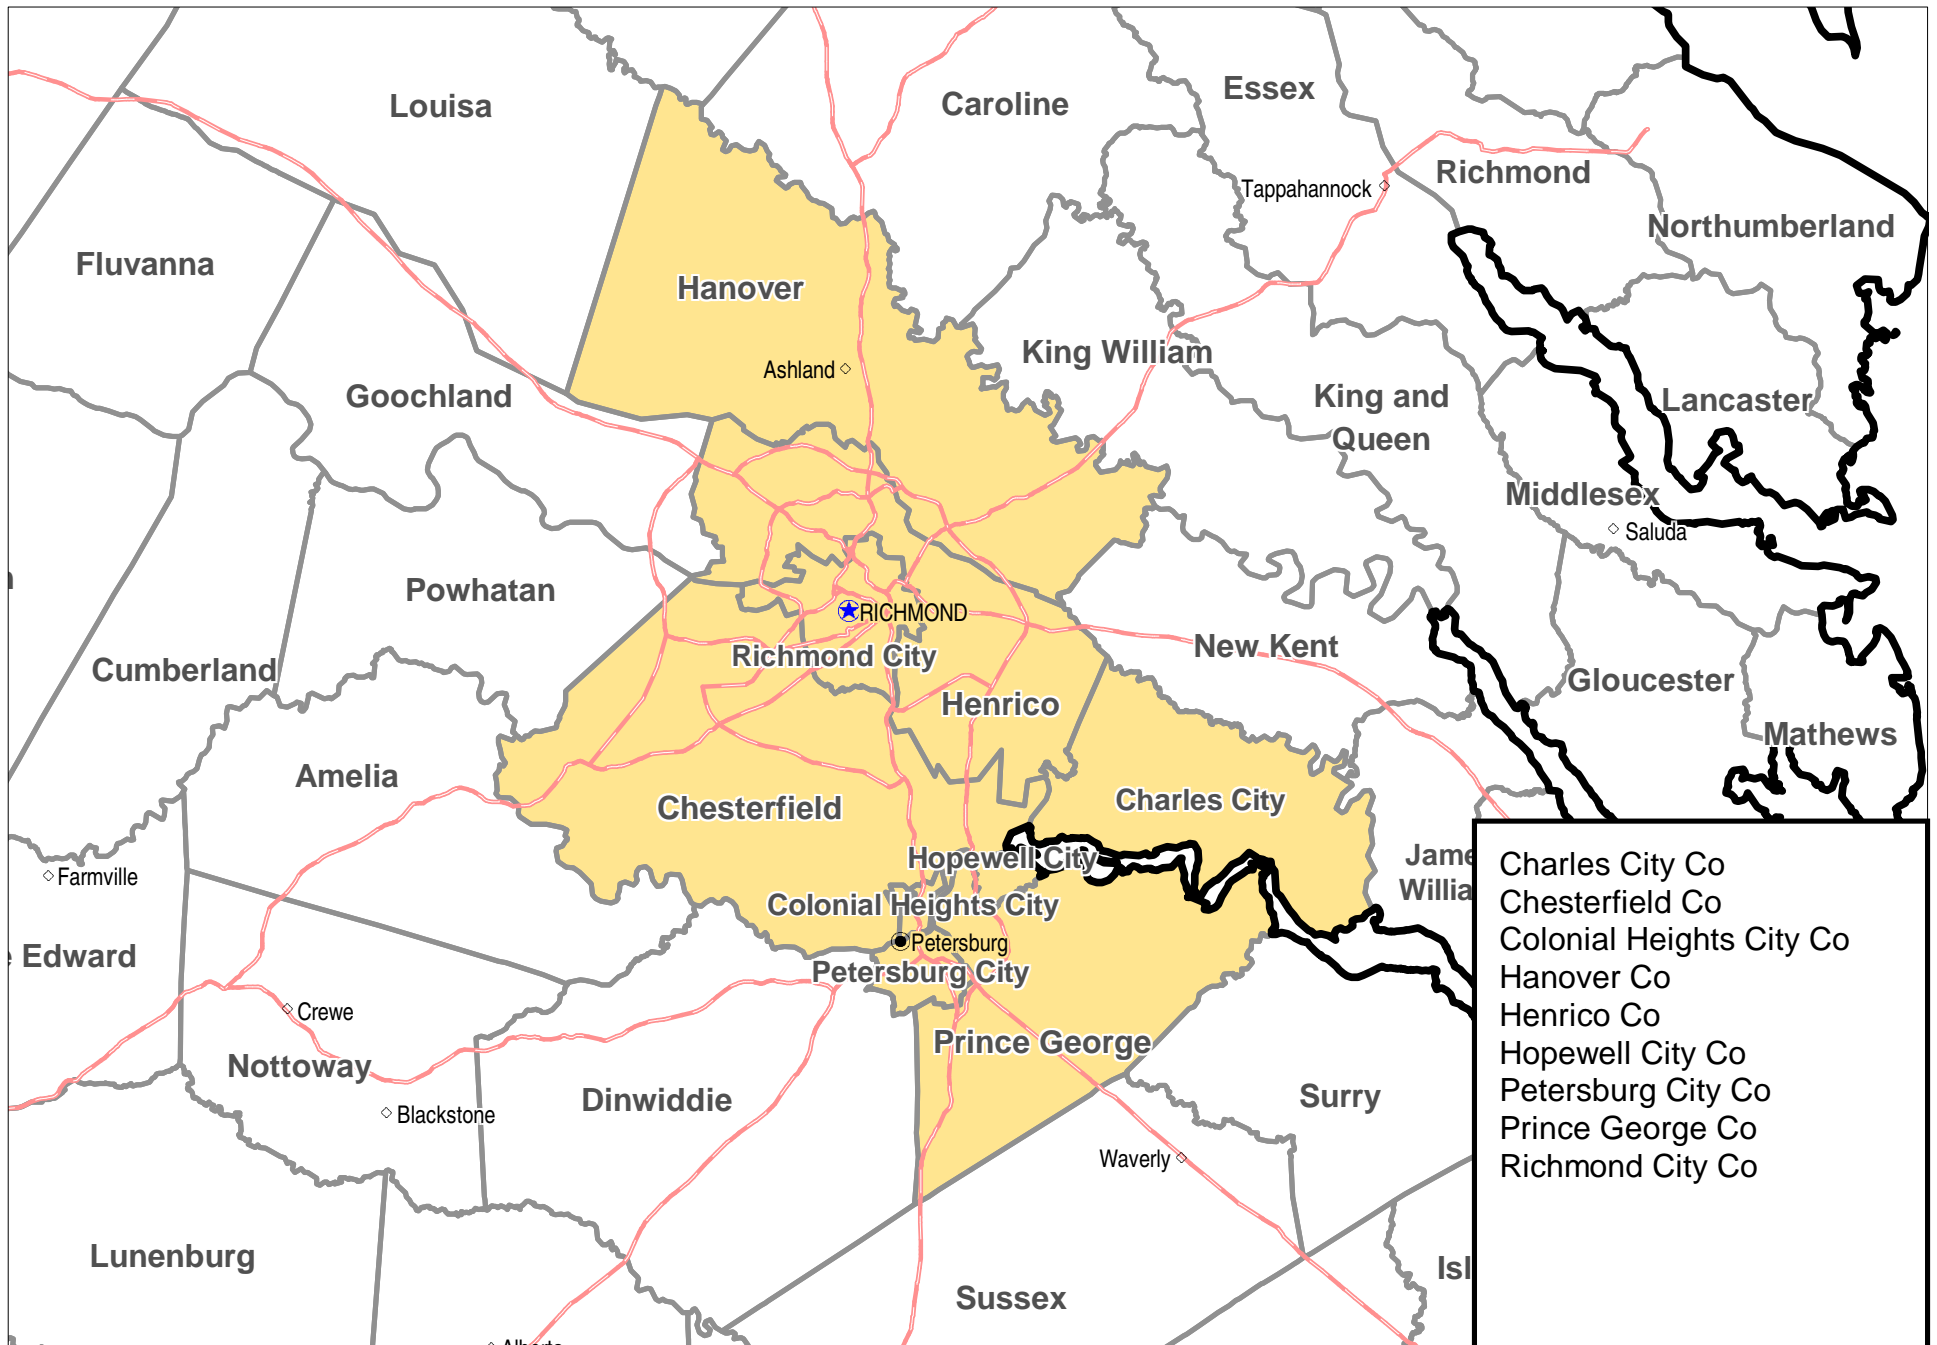 Louisa
Caroline
Essex
Tappahannock
Richmond
Northumberland
Fluvanna
Hanover
Ashland
King William
Goochland
King and
Queen
Lancaster
Middlesex
Saluda
Powhatan
RICHMOND
Richmond City
New Kent
Cumberland
Henrico
Gloucester
Mathews
Amelia
Chesterfield
Charles City
Hopewell City
Jame
Willia
Farmville
Colonial Heights City
Edward
Petersburg
Petersburg City
Crewe
Nottoway
Prince George
Blackstone
Dinwiddie
Surry
Waverly
Lunenburg
Sussex
Isl
Charles City Co
Chesterfield Co
Colonial Heights City Co
Hanover Co
Henrico Co
Hopewell City Co
Petersburg City Co
Prince George Co
Richmond City Co